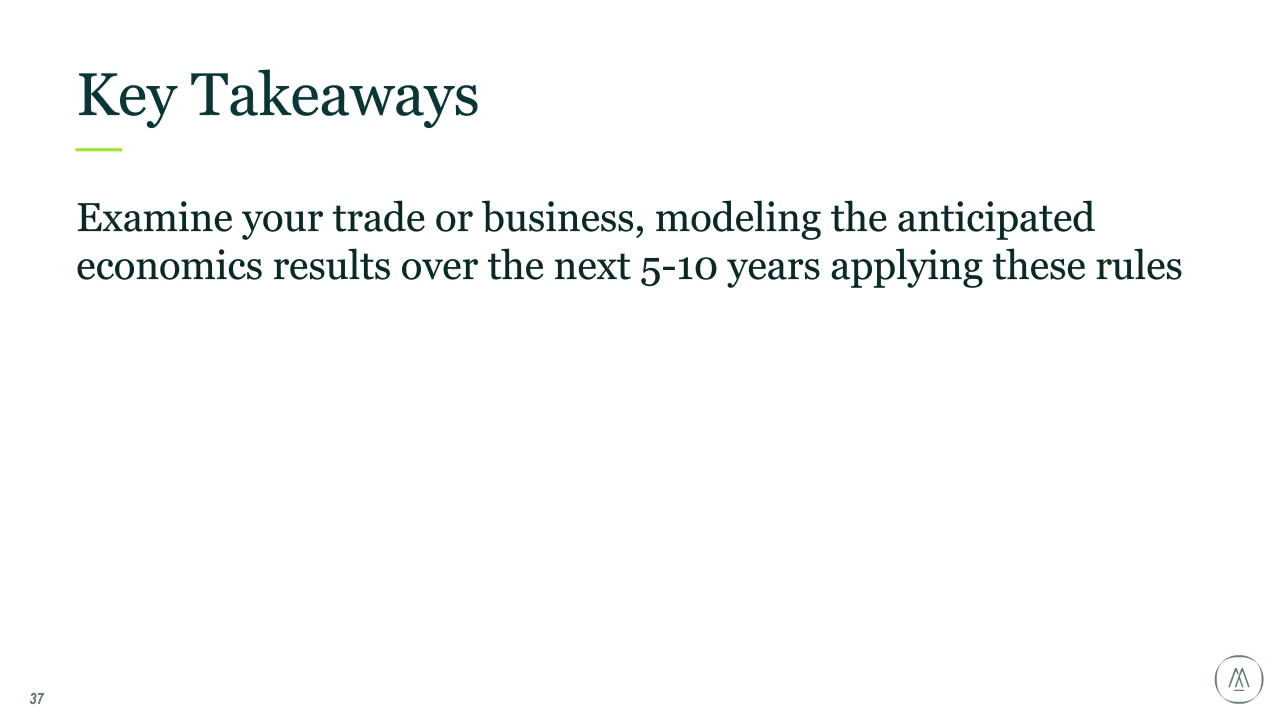 Key Takeaways
Examine your trade or business, modeling the anticipated
economics results over the next 5-10 years applying these rules
37